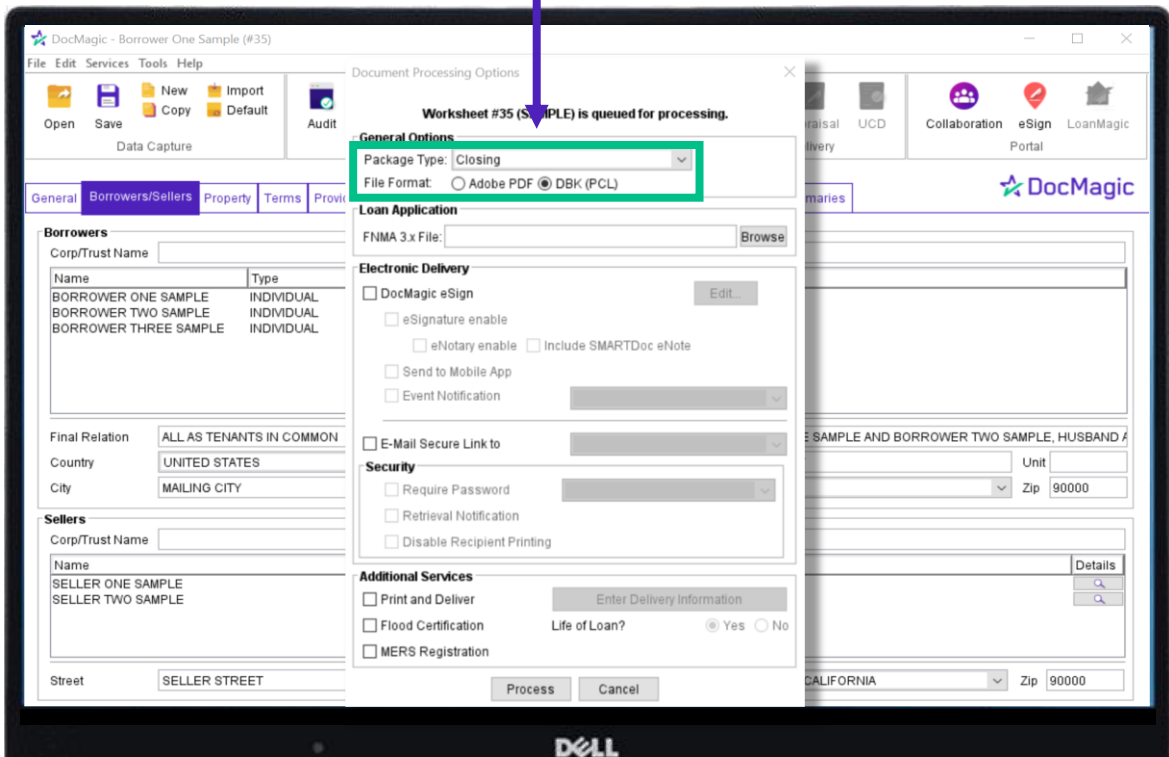 DocMagic - Borrower One Sample (#35)
File Edit Services Tools Help
Open
Save
New
Copy
Import
Default
Data Capture
Audit
UCD
Collaboration
eSign
LoanMagic
Portal
DocMagic
General
Borrowers/Sellers
Property
Terms
Borrowers
Corp/Trust Name
Name Type
BORROWER ONE SAMPLE INDIVIDUAL
BORROWER TWO SAMPLE INDIVIDUAL
BORROWER THREE SAMPLE INDIVIDUAL
Final Relation ALL AS TENANTS IN COMMON
SAMPLE AND BORROWER TWO SAMPLE, HUSBAND
Country UNITED STATES
Unit
City MAILING CITY
Zip 90000
Sellers
Corp/Trust Name
Name
Details
SELLER ONE SAMPLE
SELLER TWO SAMPLE
Street SELLER STREET
CALIFORNIA
Zip 90000
Document Processing Options
Worksheet #35 (SAMPLE) is queued for processing.
General Options
Package Type: Closing
File Format: Adobe PDF DBK (PCL)
Loan Application
FNMA 3.x File: Browse
Electronic Delivery
DocMagic eSign Edit...
eSignature enable
eNotary enable Include SMARTDoc eNote
Send to Mobile App
Event Notification
E-Mail Secure Link to
Security
Require Password
Retrieval Notification
Disable Recipient Printing
Additional Services
Print and Deliver Enter Delivery Information
Flood Certification Life of Loan? Yes No
MERS Registration
Process Cancel
DELL